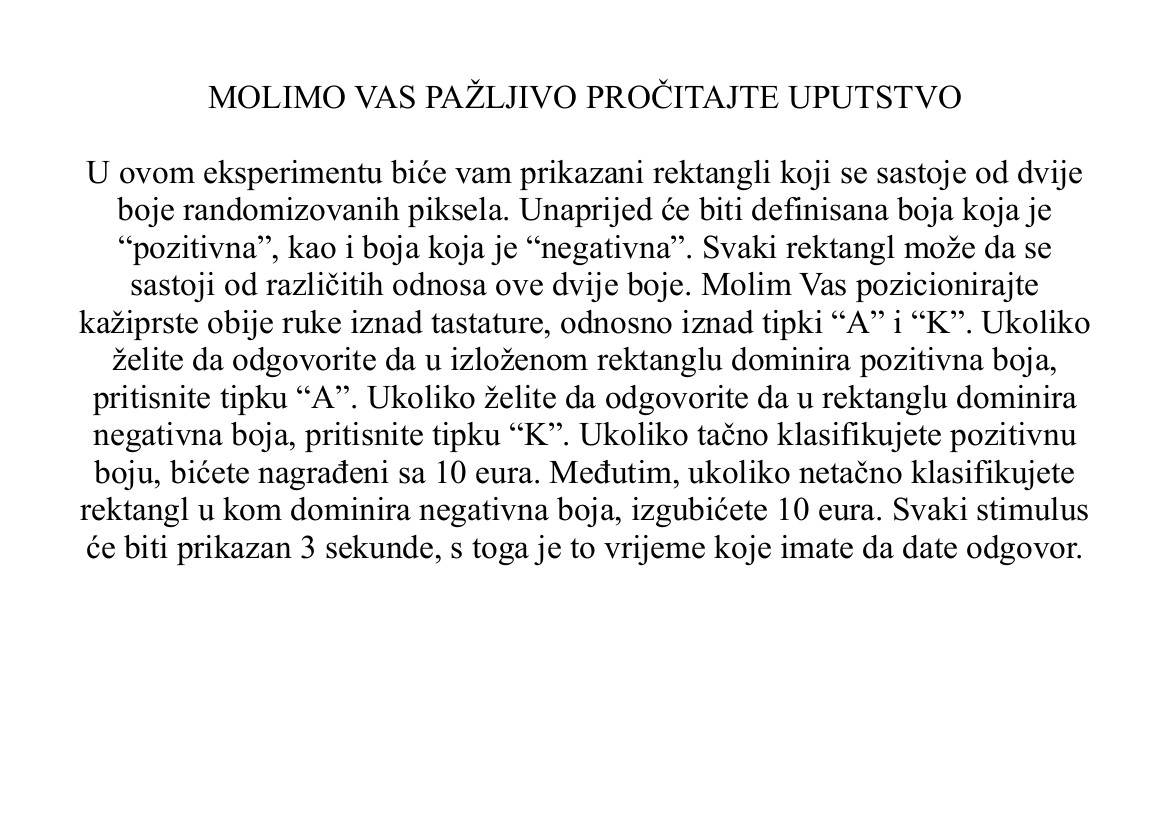 MOLIMO VAS PAŽLJIVO PROČITAJTE UPUTSTVO
U ovom eksperimentu biće vam prikazani rektangli koji se sastoje od dvije
boje randomizovanih piksela. Unaprijed će biti definisana boja koja je
“pozitivna”, kao i boja koja je “negativna”. Svaki rektangl može da se
sastoji od različitih odnosa ove dvije boje. Molim Vas pozicionirajte
kažiprste obije ruke iznad tastature, odnosno iznad tipki “A” i “K”. Ukoliko
želite da odgovorite da u izloženom rektanglu dominira pozitivna boja,
pritisnite tipku “A”. Ukoliko želite da odgovorite da u rektanglu dominira
negativna boja, pritisnite tipku “K”. Ukoliko tačno klasifikujete pozitivnu
boju, bićete nagrađeni sa 10 eura. Međutim, ukoliko netačno klasifikujete
rektangl u kom dominira negativna boja, izgubićete 10 eura. Svaki stimulus
će biti prikazan 3 sekunde, s toga je to vrijeme koje imate da date odgovor.